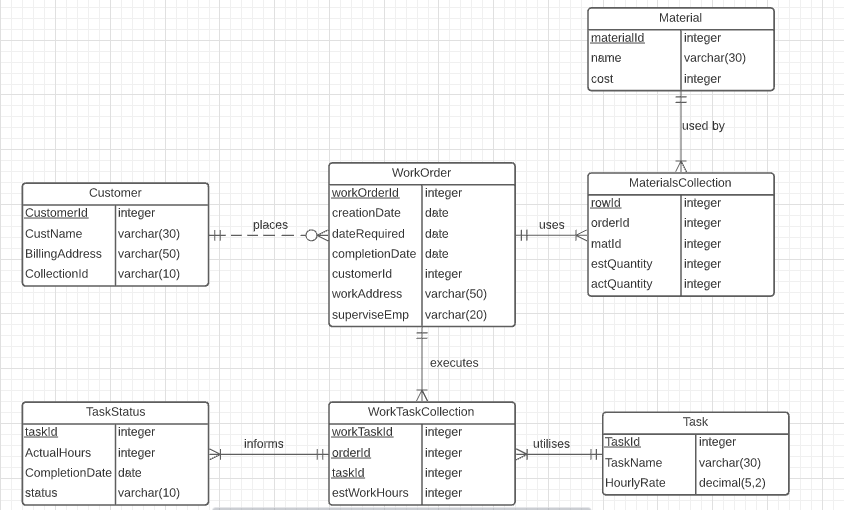 Material
materialId integer
name varchar(30)
cost integer
used by
MaterialsCollection
rowId integer
orderId integer
matId integer
estQuantity integer
actQuantity integer
WorkOrder
workOrderId integer
creationDate date
dateRequired date
completionDate date
customerId integer
workAddress varchar(50)
superviseEmp varchar(20)
uses
Customer
CustomerId integer
CustName varchar(30)
BillingAddress varchar(50)
CollectionId varchar(10)
places
executes
TaskStatus
taskId integer
ActualHours integer
CompletionDate date
status varchar(10)
informs
WorkTaskCollection
workTaskId integer
orderId integer
taskId integer
estWorkHours integer
utilises
Task
TaskId integer
TaskName varchar(30)
HourlyRate decimal(5,2)